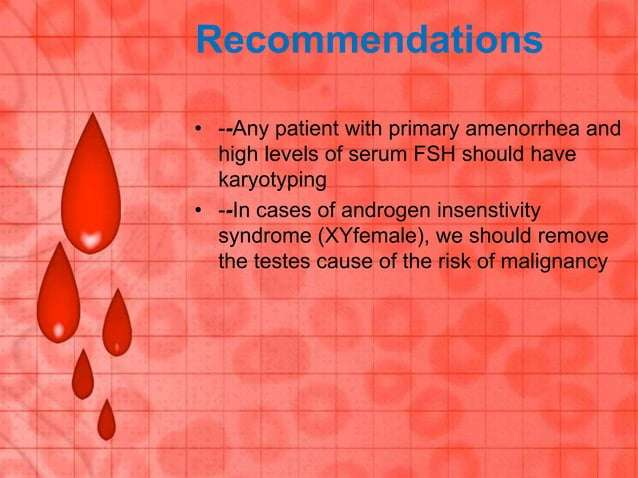 Recommendations
• --Any patient with primary amenorrhea and
high levels of serum FSH should have
karyotyping
• --In cases of androgen insenstivity
syndrome (XYfemale), we should remove
the testes cause of the risk of malignancy